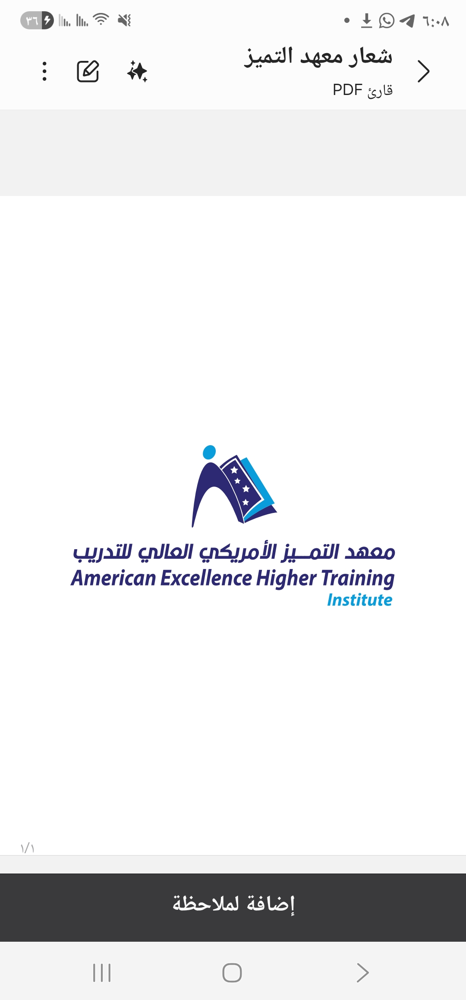 ٣٦
٦:٠٨
شعار معهد التميز
قارئ PDF
معهد التميز الأمريكي العالي للتدريب
American Excellence Higher Training
Institute
١/١
إضافة لملاحظة